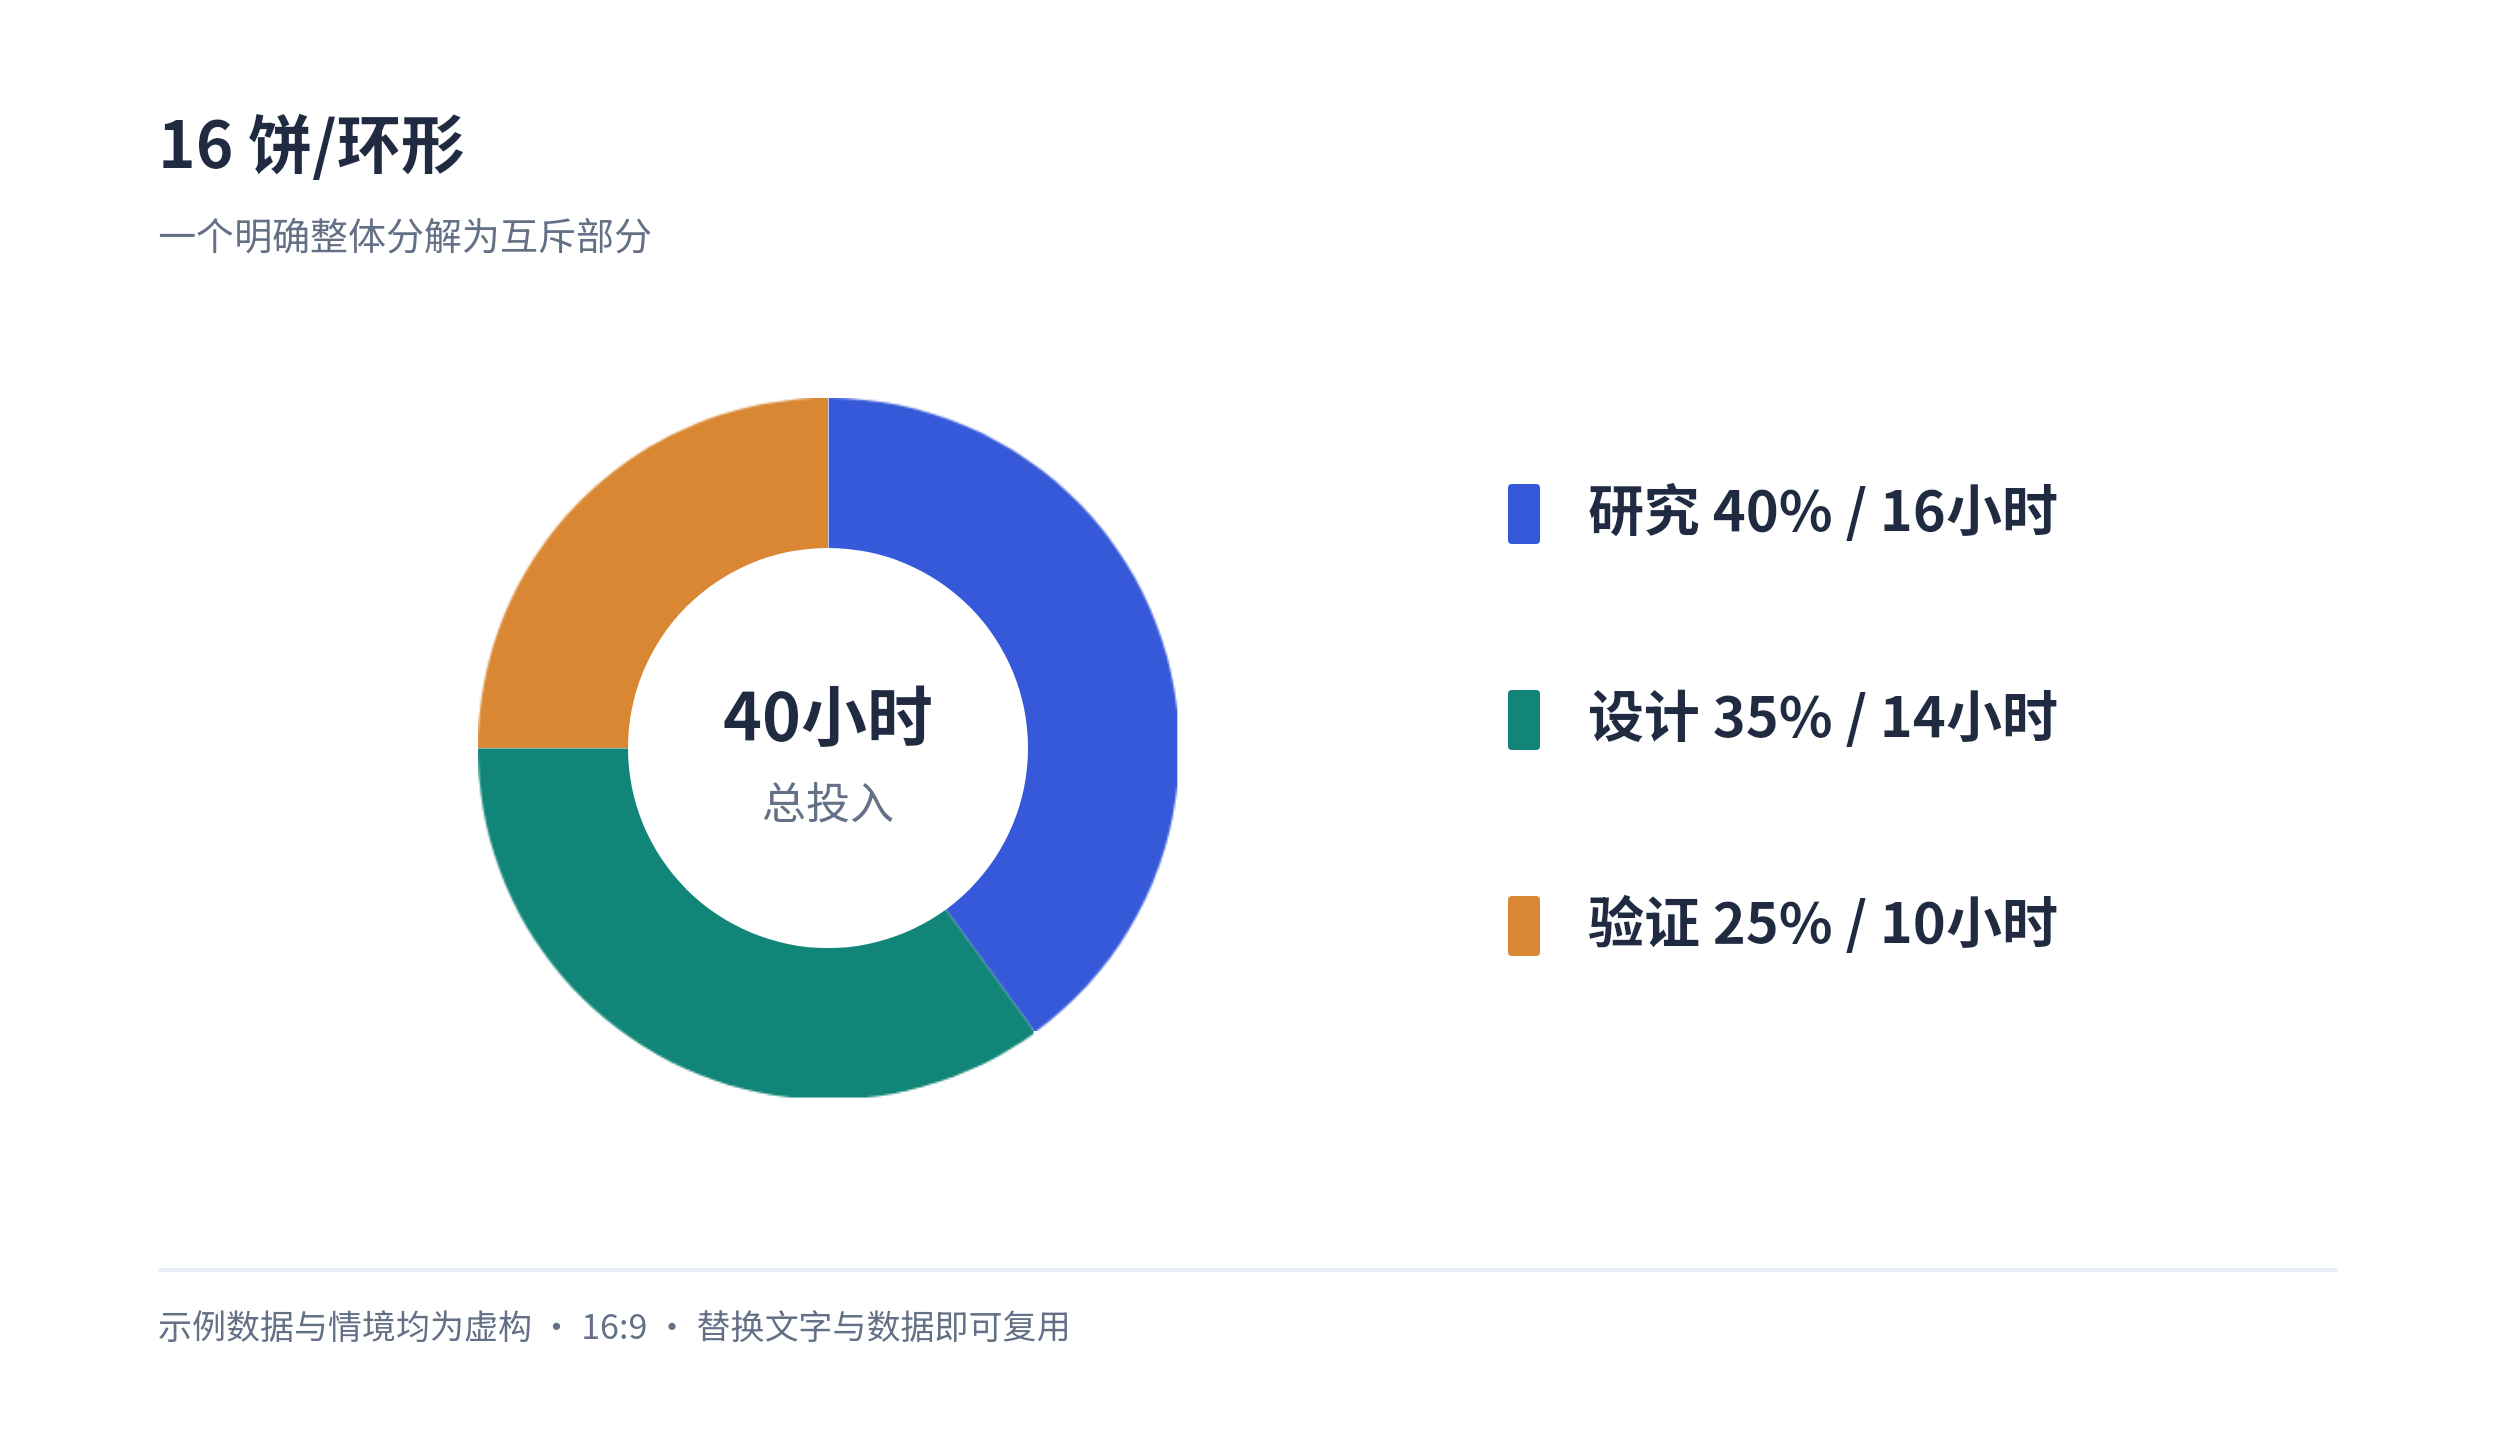 16 饼/环形
一个明确整体分解为互斥部分
40小时
总投入
研究 40% / 16小时
设计 35% / 14小时
验证 25% / 10小时
示例数据与情境均为虚构 • 16:9 • 替换文字与数据即可复用